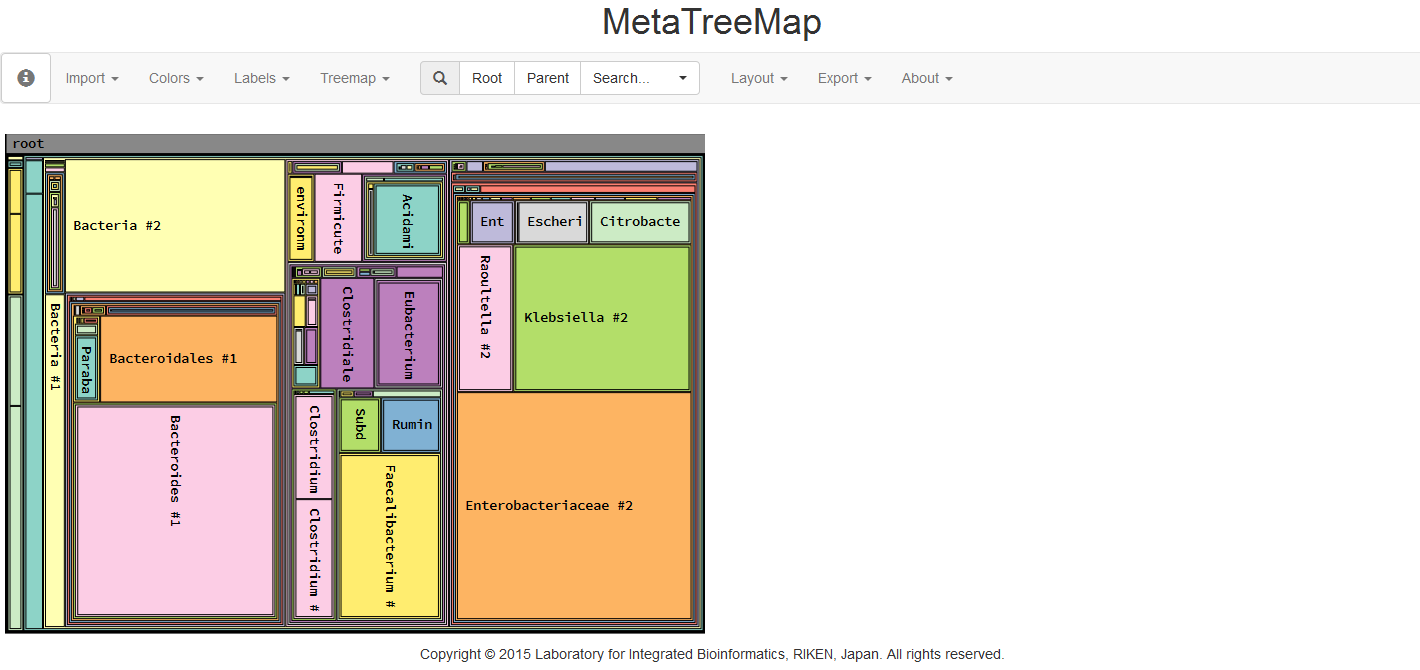 MetaTreeMap
Import Colors Labels Treemap Root Parent Search... Layout Export About
root
Bacteria #2
Bacteria #1
Bacteroidales #1
Paraba
Bacteroides #1
environm
Firmicute
Acidami
Clostridiale
Eubacterium
Clostridium
Clostridium #
Subd
Rumin
Faecalibacterium #
Ent
Escheri
Citrobacte
Raoultella #2
Klebsiella #2
Enterobacteriaceae #2
Copyright © 2015 Laboratory for Integrated Bioinformatics, RIKEN, Japan. All rights reserved.